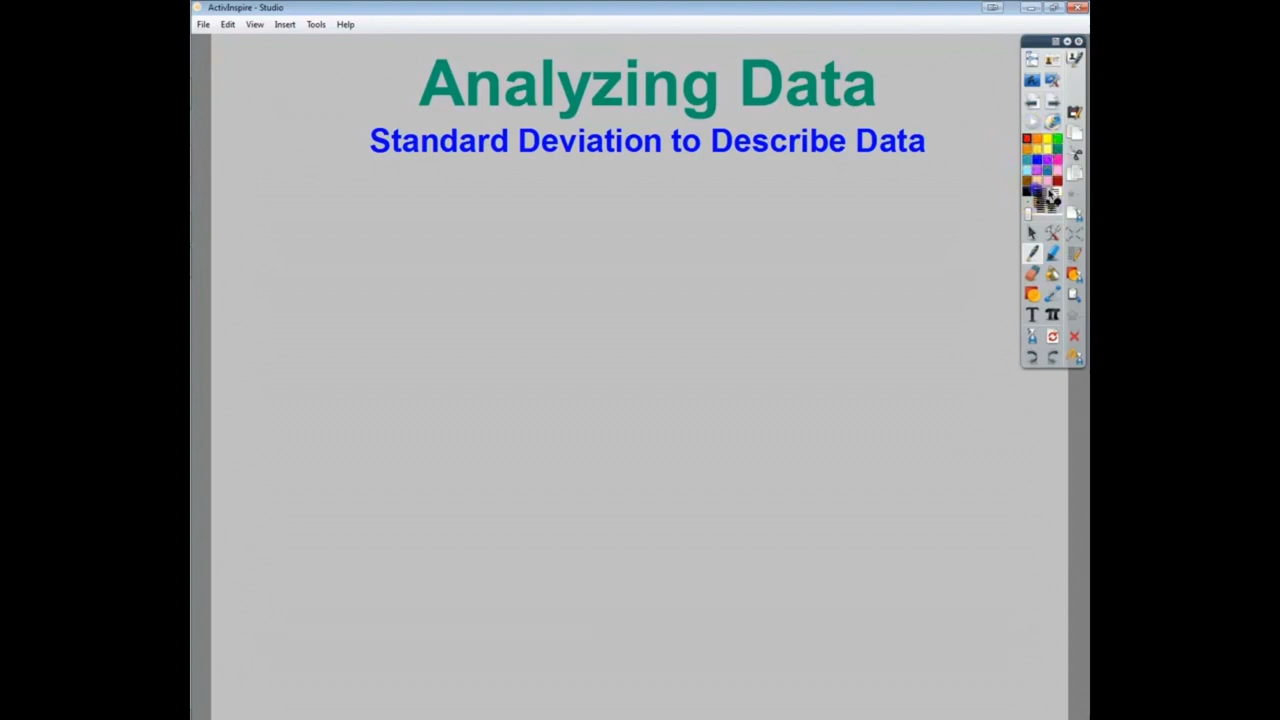 ActivInspire - Studio
File Edit View Insert Tools Help
Analyzing Data
Standard Deviation to Describe Data